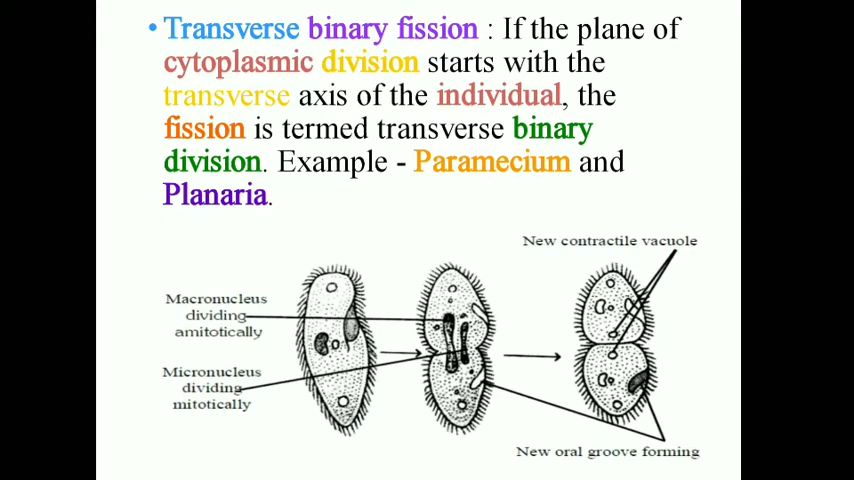 • Transverse binary fission : If the plane of
cytoplasmic division starts with the
transverse axis of the individual, the
fission is termed transverse binary
division. Example - Paramecium and
Planaria.
New contractile vacuole
Macronucleus
dividing
amitotically
Micronucleus
dividing
mitotically
New oral groove forming